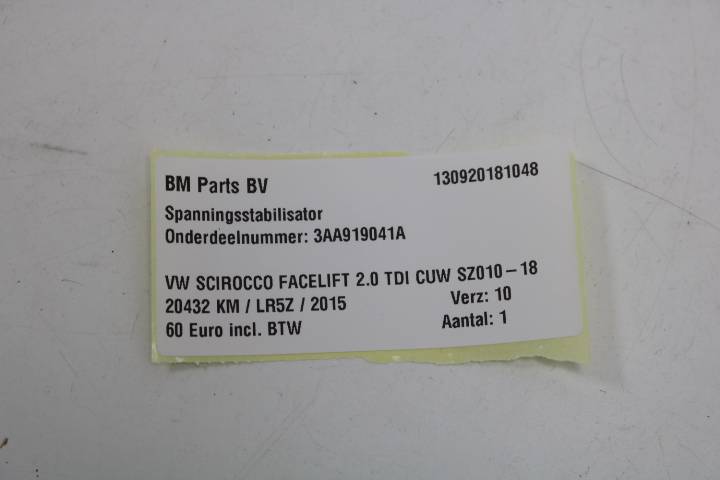 BM Parts BV 130920181048
Spanningsstabilisator
Onderdeelnummer: 3AA919041A
VW SCIROCCO FACELIFT 2.0 TDI CUW SZ010-18
20432 KM / LR5Z / 2015 Verz: 10
60 Euro incl. BTW Aantal: 1